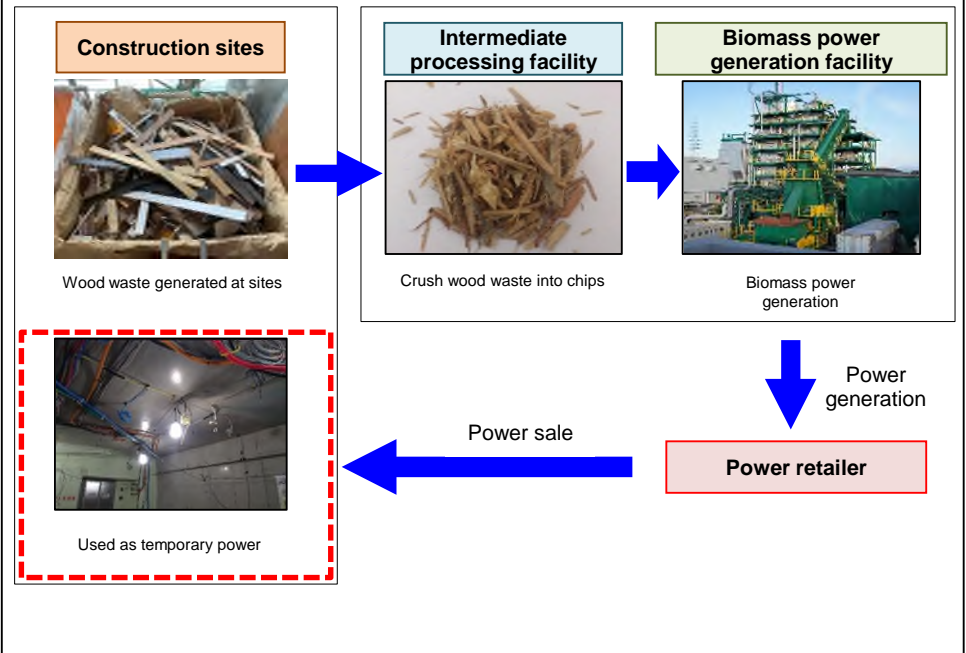 Construction sites
Intermediate
processing facility
Biomass power
generation facility
Wood waste generated at sites
Crush wood waste into chips
Biomass power
generation
Power
generation
Power sale
Power retailer
Used as temporary power